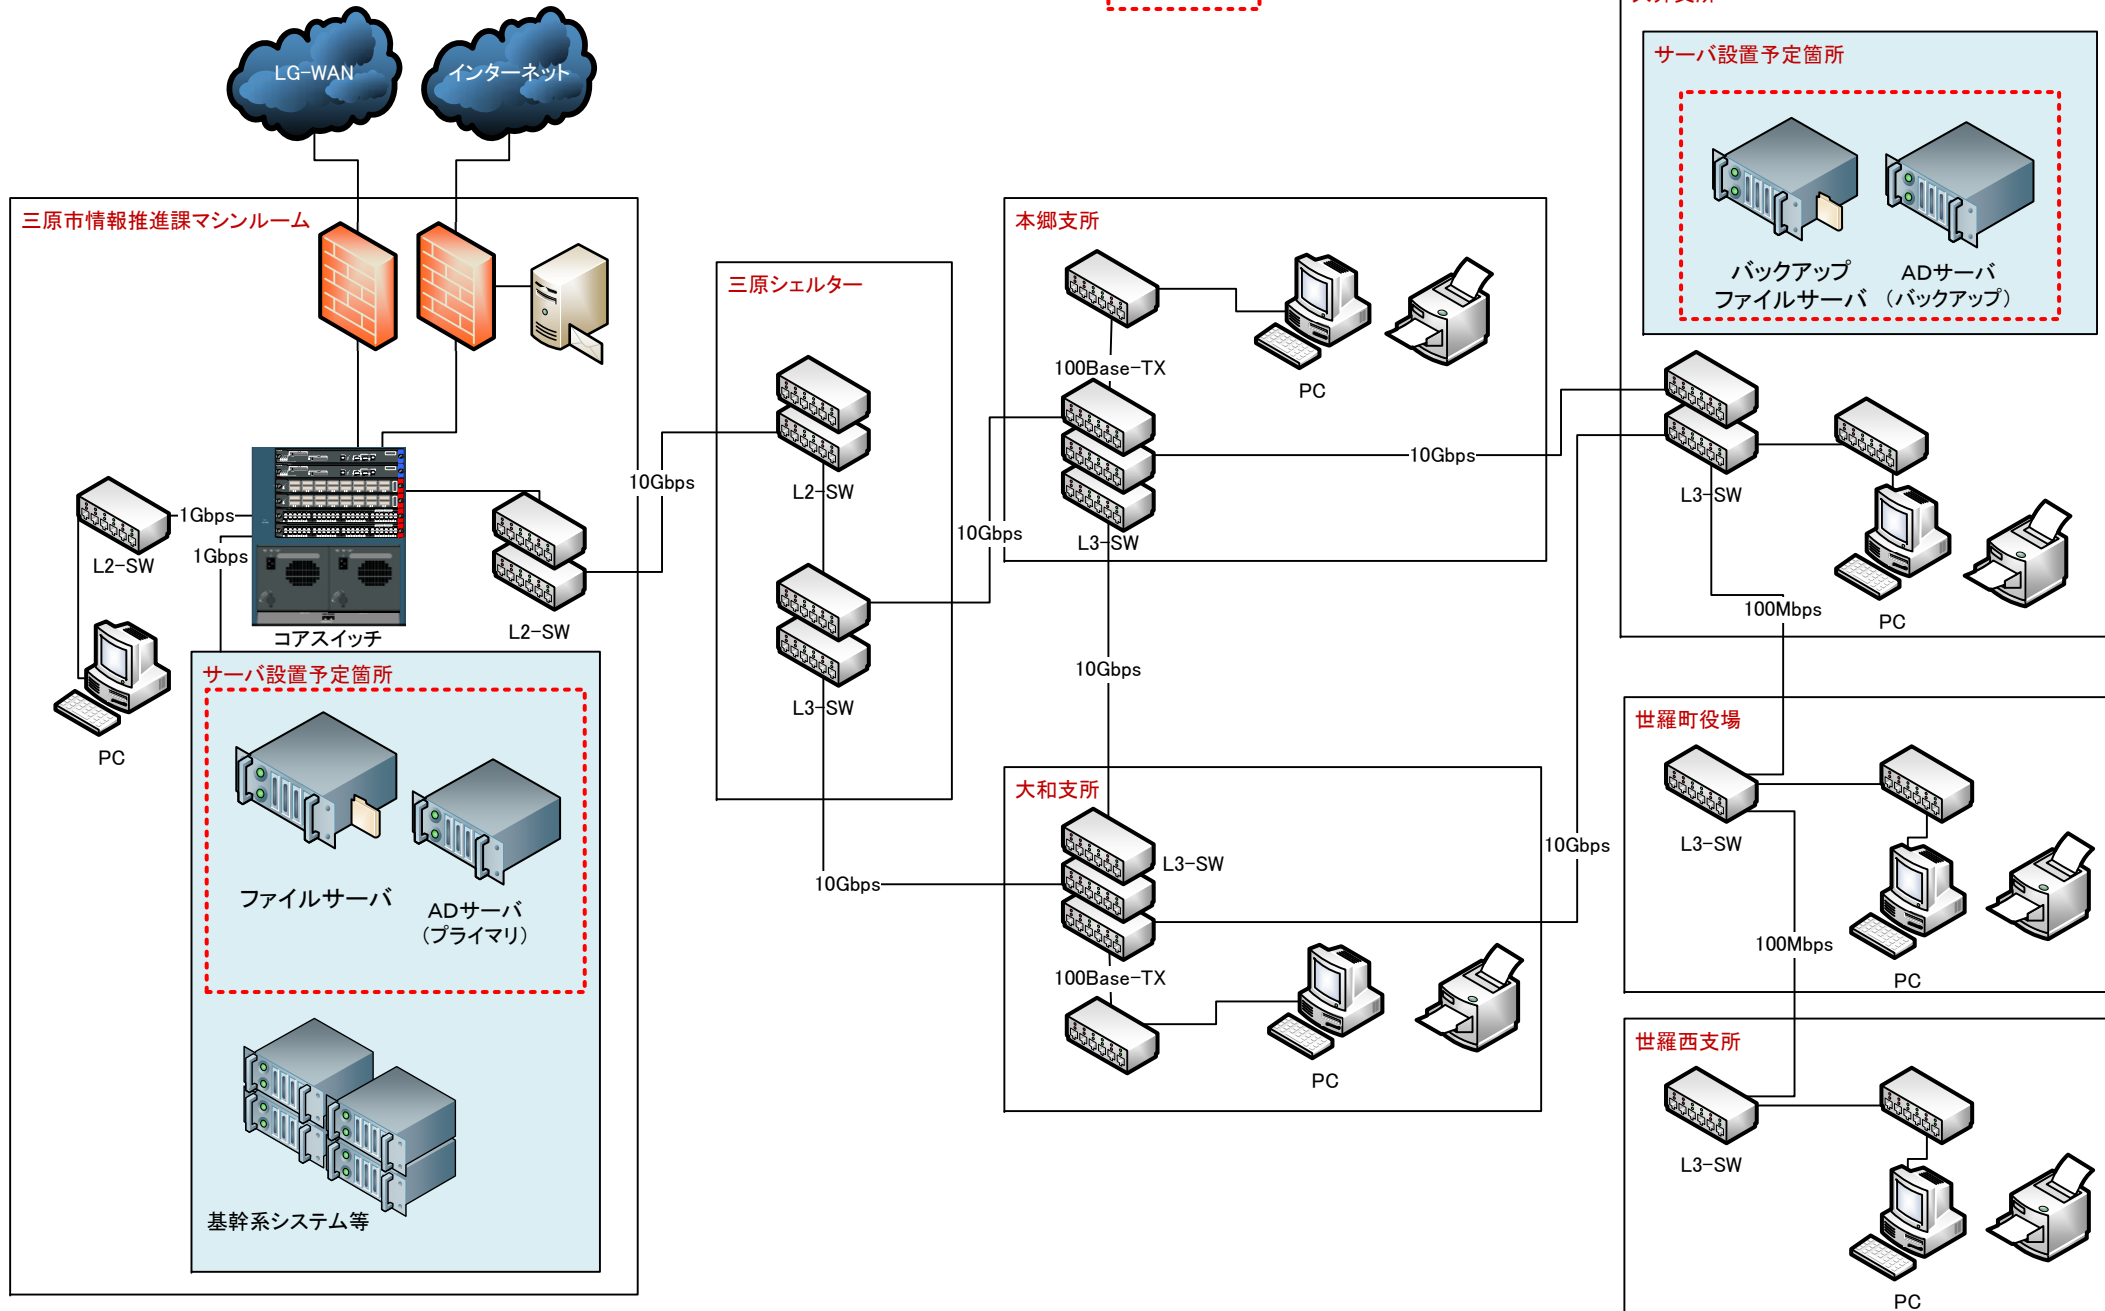 LG-WAN
インターネット
三原市情報推進課マシンルーム
1Gbps
1Gbps
L2-SW
コアスイッチ
L2-SW
PC
サーバ設置予定箇所
ファイルサーバ
ADサーバ
(プライマリ)
基幹系システム等
10Gbps
三原シェルター
L2-SW
L3-SW
10Gbps
10Gbps
本郷支所
100Base-TX
PC
L3-SW
10Gbps
10Gbps
大和支所
L3-SW
100Base-TX
PC
10Gbps
サーバ設置予定箇所
バックアップ
ファイルサーバ
ADサーバ
(バックアップ)
L3-SW
PC
100Mbps
世羅町役場
L3-SW
PC
100Mbps
世羅西支所
L3-SW
PC